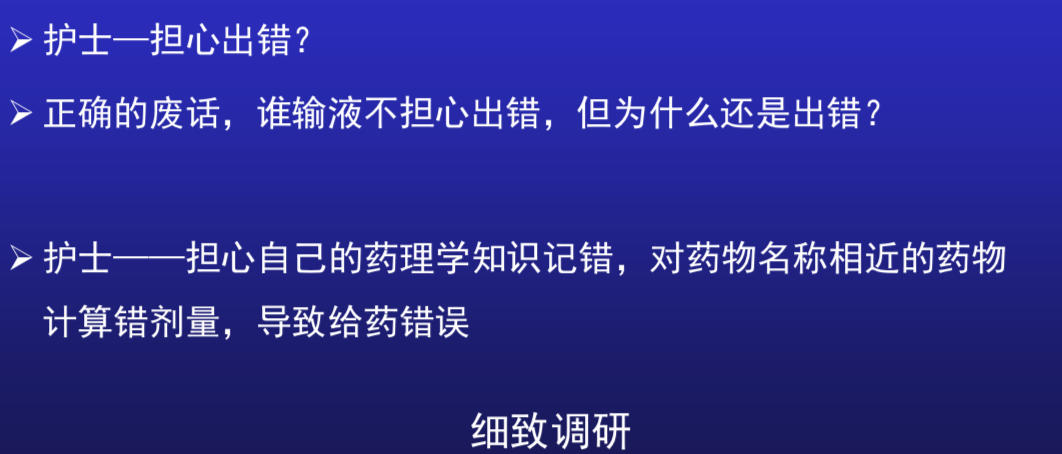 ➢ 护士—担心出错？
➢ 正确的废话，谁输液不担心出错，但为什么还是出错？
➢ 护士——担心自己的药理学知识记错，对药物名称相近的药物
计算错剂量，导致给药错误
细致调研